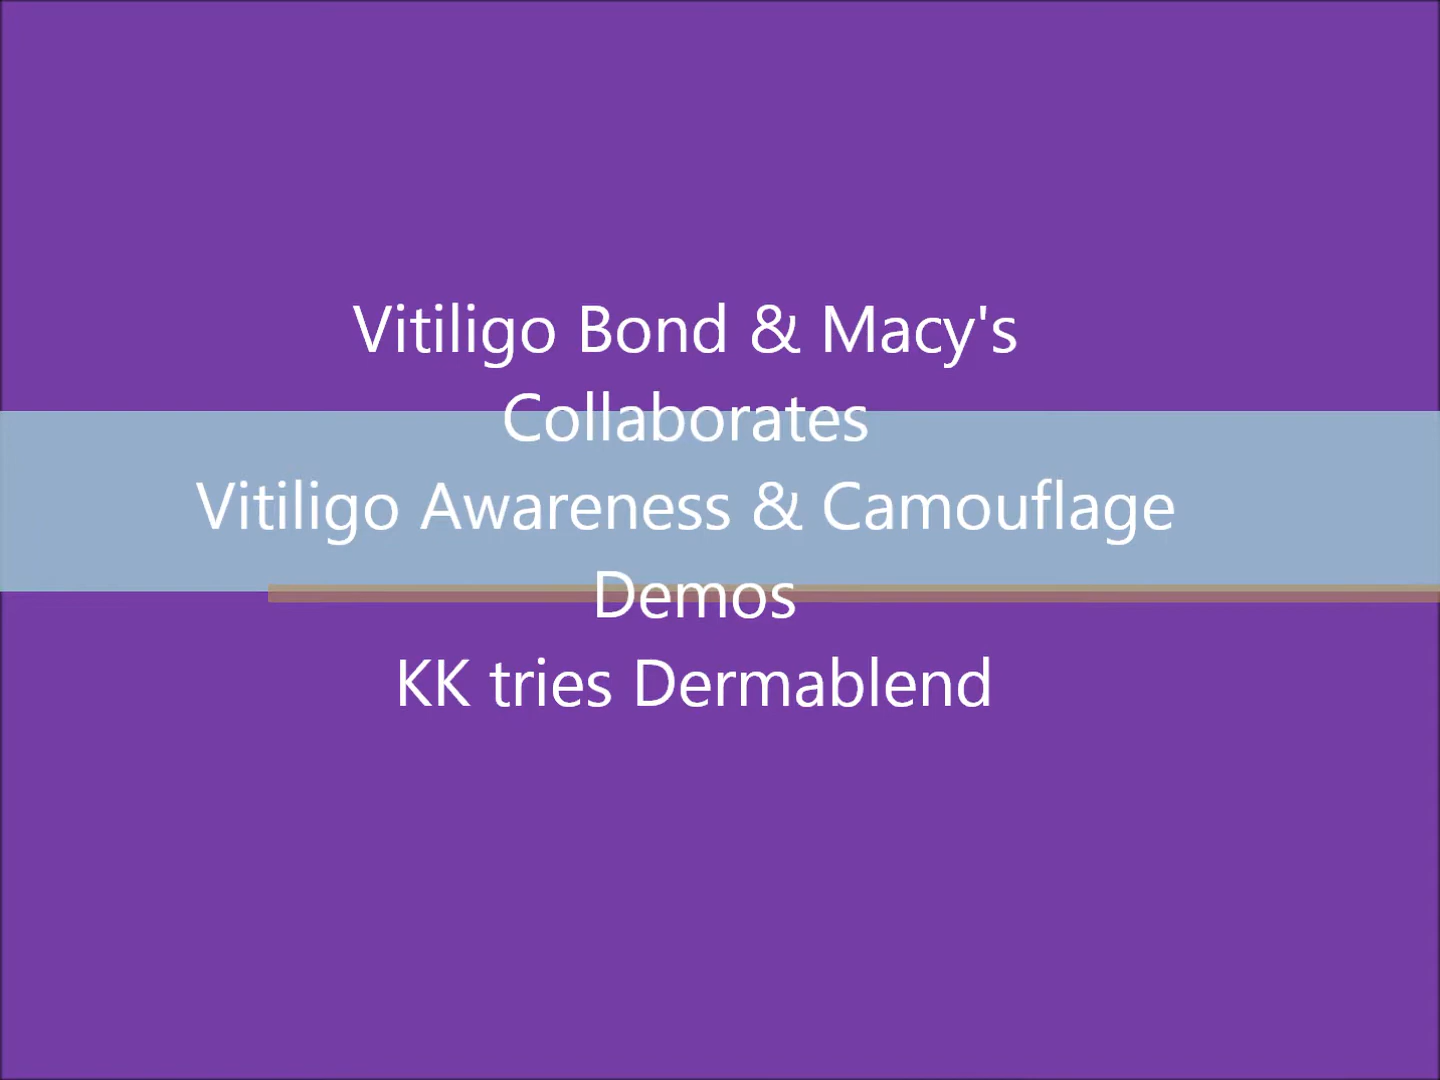 Vitiligo Bond & Macy's
Collaborates
Vitiligo Awareness & Camouflage
Demos
KK tries Dermablend